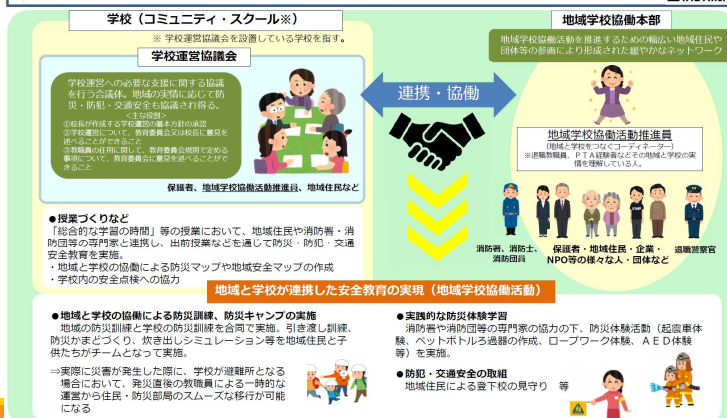 学校（コミュニティ・スクール※）
※ 学校運営協議会を設置している学校を指す。
学校運営協議会
学校運営への必要な支援に関する協議
を行う合議体。地域の実情に応じて防
災・防犯・交通安全も協議され得る。
＜主な役割＞
①校長が作成する学校運営の基本方針の承認
②学校運営について、教育委員会又は校長に意見を
述べることができること
③教職員の任用に関して、教育委員会規則で定める
事項について、教育委員会に意見を述べることがで
きること
保護者、地域学校協働活動推進員、地域住民など
●授業づくりなど
「総合的な学習の時間」等の授業において、地域住民や消防署・消
防団等の専門家と連携し、出前授業などを通じて防災・防犯・交通
安全教育を実施。
・地域と学校の協働による防災マップや地域安全マップの作成
・学校内の安全点検への協力
連携・協働
地域学校協働本部
地域学校協働活動を推進するための幅広い地域住民や
団体等の参画により形成された緩やかなネットワーク
地域学校協働活動推進員
（地域と学校をつなぐコーディネーター）
※退職教職員、ＰＴＡ経験者などその地域と学校の実
情を理解している人。
消防署、消防士、
消防団員
保護者・地域住民・企業・
NPO等の様々な人・団体など
退職警察官
地域と学校が連携した安全教育の実現（地域学校協働活動）
●地域と学校の協働による防災訓練、防災キャンプの実施
地域の防災訓練と学校の防災訓練を合同で実施。引き渡し訓練、
防災かまどづくり、炊き出しシミュレーション等を地域住民と子
供たちがチームとなって実施。
⇒実際に災害が発生した際に、学校が避難所となる
場合において、発災直後の教職員による一時的な
運営から住民・防災部局のスムーズな移行が可能
になる
●実践的な防災体験学習
消防署や消防団等の専門家の協力の下、防災体験活動（起震車体
験、ペットボトルろ過器の作成、ロープワーク体験、ＡＥＤ体験
等）を実施。
●防犯・交通安全の取組
地域住民による登下校の見守り　等